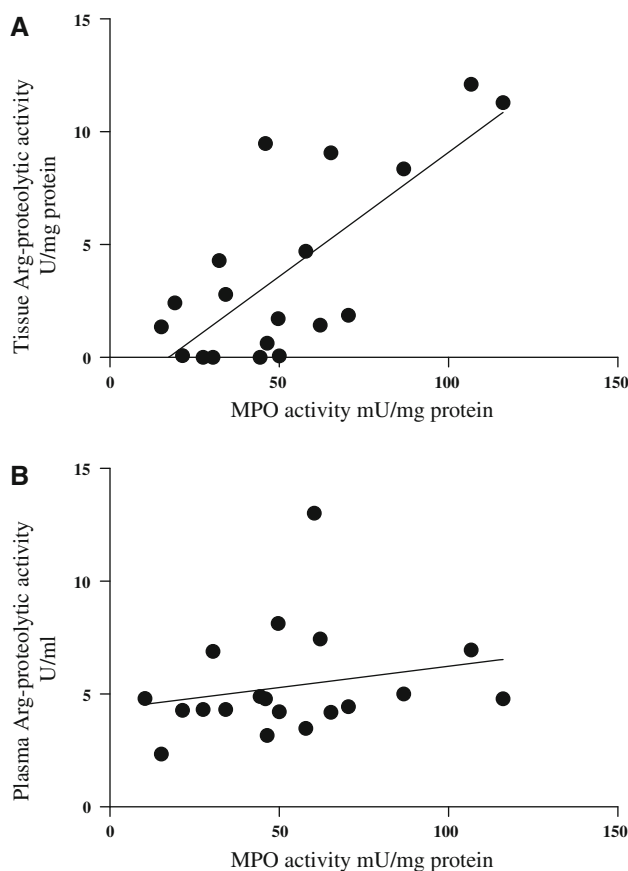 A
Tissue Arg-proteolytic activity
U/mg protein
15
10
5
0
0 50 100 150
MPO activity mU/mg protein
B
Plasma Arg-proteolytic activity
U/ml
15
10
5
0
0 50 100 150
MPO activity mU/mg protein